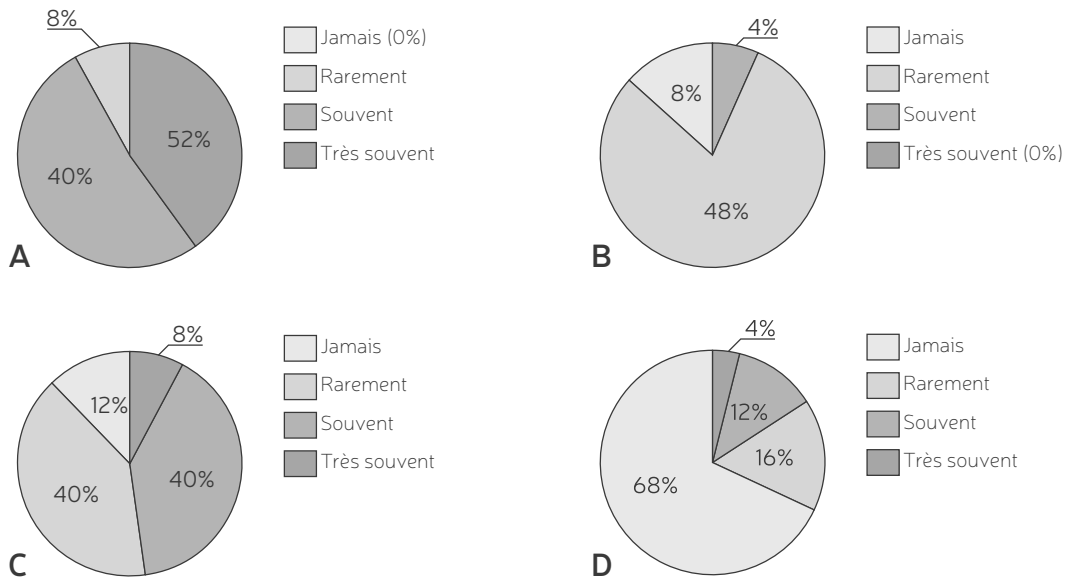 8%
52%
40%
Jamais (0%)
Rarement
Souvent
Très souvent
A
4%
8%
48%
Jamais
Rarement
Souvent
Très souvent (0%)
B
8%
12%
40%
40%
Jamais
Rarement
Souvent
Très souvent
C
4%
12%
16%
68%
Jamais
Rarement
Souvent
Très souvent
D